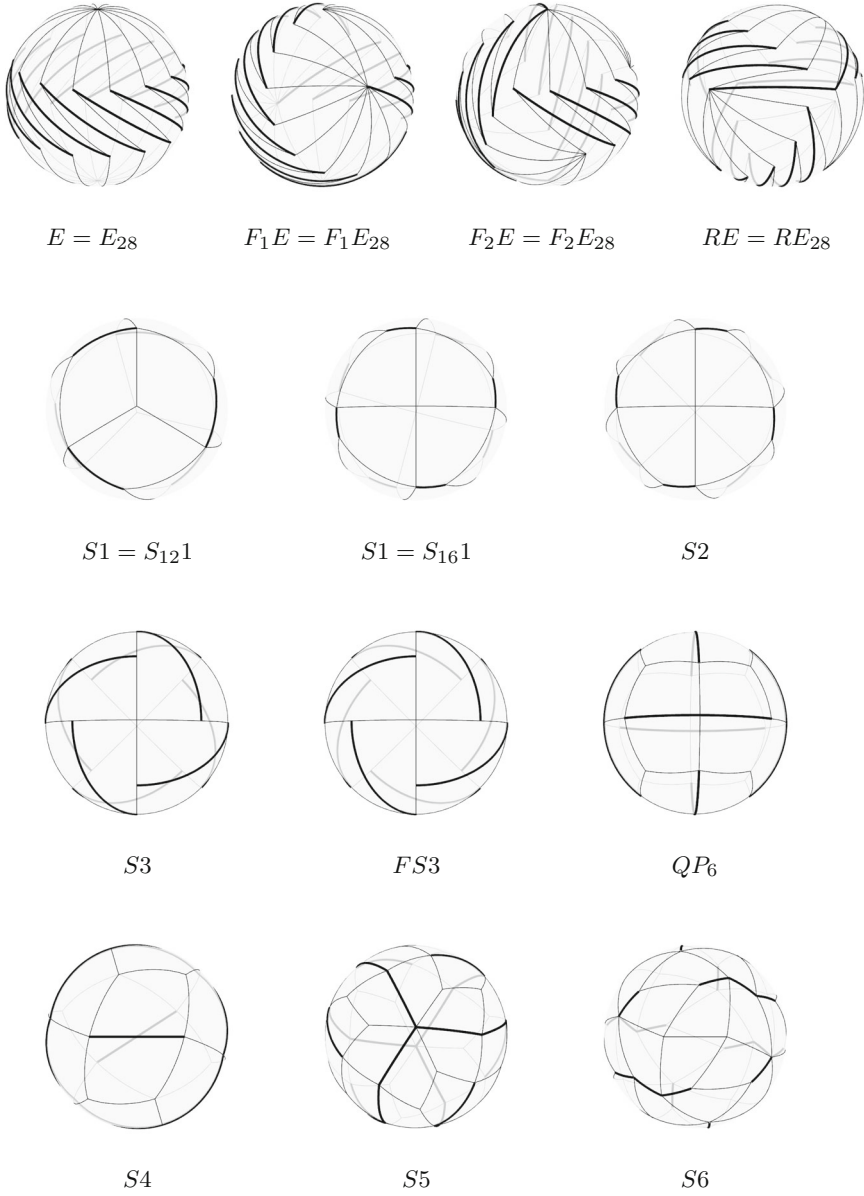 E = E₂₈ F₁E = F₁E₂₈ F₂E = F₂E₂₈ RE = RE₂₈
S1 = S₁₂1 S1 = S₁₆1 S2
S3 FS3 QP₆
S4 S5 S6